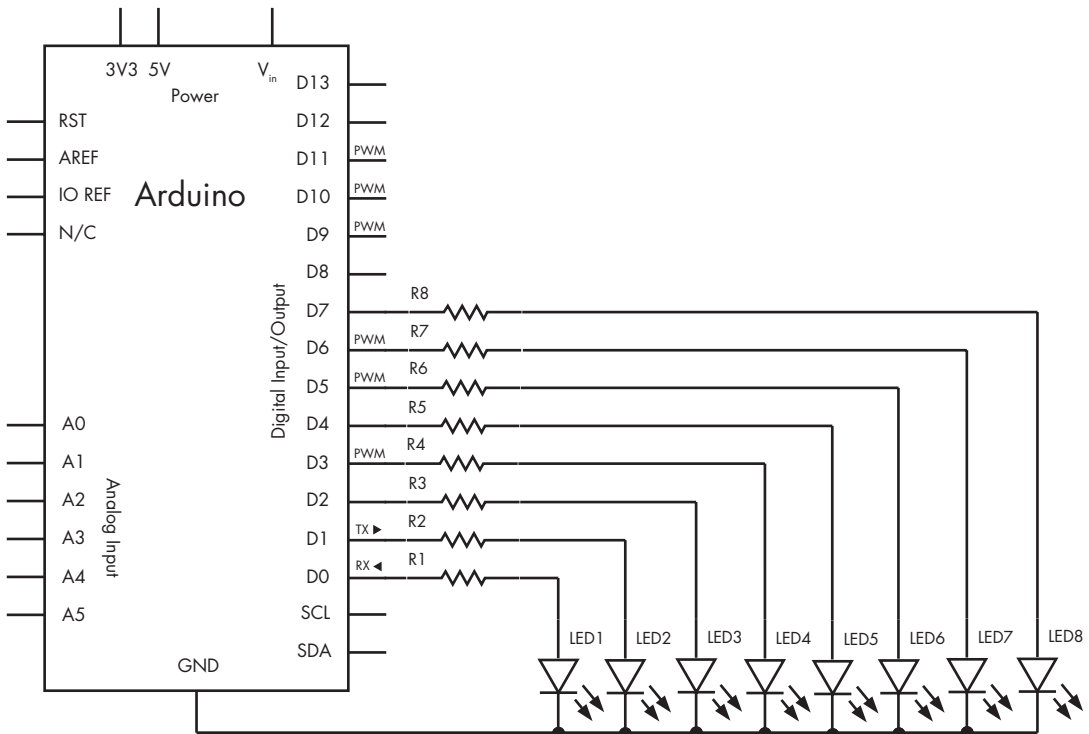 3V3 5V Vin
Power
RST
AREF
IO REF
N/C
Arduino
A0
A1
A2
A3
A4
A5
Analog Input
GND
Digital Input/Output
D13
D12
D11 PWM
D10 PWM
D9 PWM
D8
D7 R8
D6 PWM R7
D5 PWM R6
D4 R5
D3 PWM R4
D2 R3
D1 TX ► R2
D0 RX ◄ R1
SCL
SDA
LED1 LED2 LED3 LED4 LED5 LED6 LED7 LED8